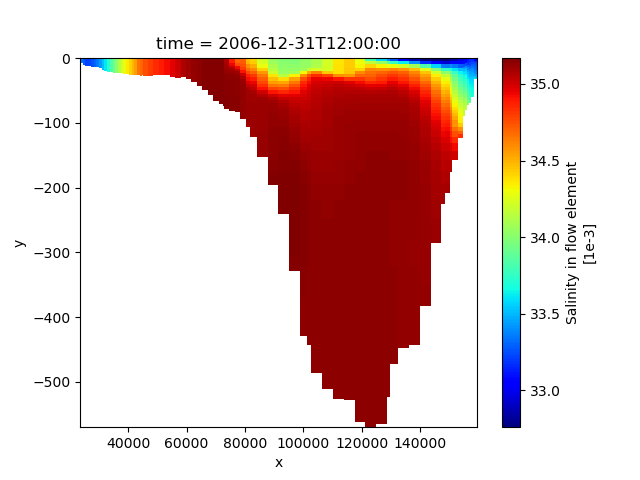 time = 2006-12-31T12:00:00
0
−100
−200
−300
−400
−500
y
40000 60000 80000 100000 120000 140000
x
35.0
34.5
34.0
33.5
33.0
Salinity in flow element
[1e-3]